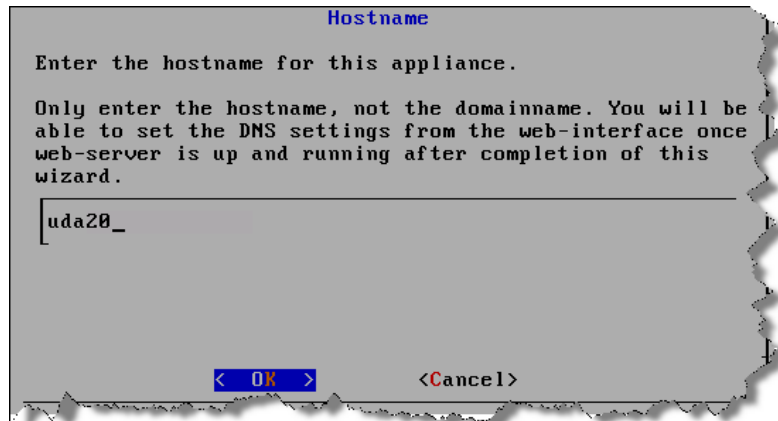 Hostname
Enter the hostname for this appliance.
Only enter the hostname, not the domainname. You will be
able to set the DNS settings from the web-interface once
web-server is up and running after completion of this
wizard.
uda20_
< OK > <Cancel>